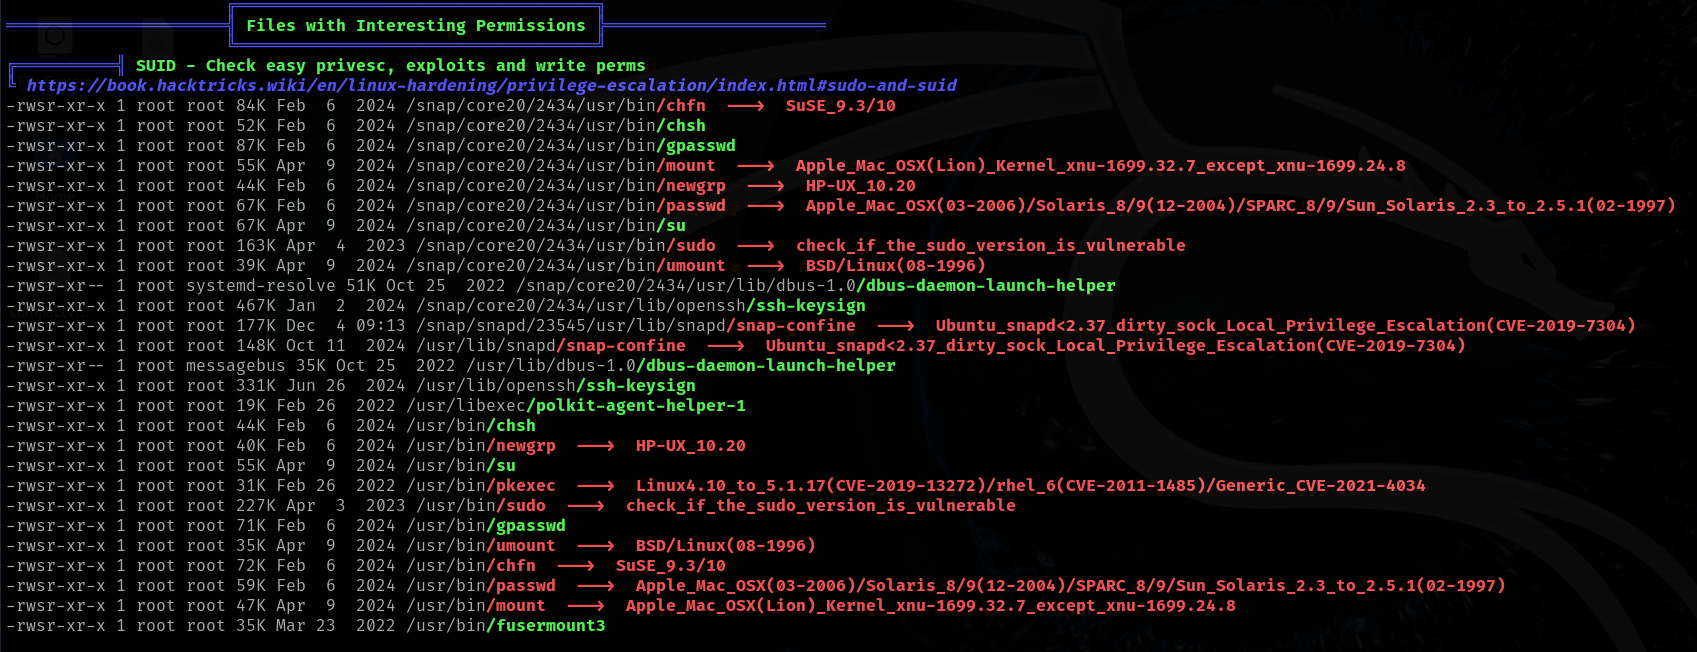 Files with Interesting Permissions
SUID - Check easy privesc, exploits and write perms
https://book.hacktricks.wiki/en/linux-hardening/privilege-escalation/index.html#sudo-and-suid
-rwsr-xr-x 1 root root 84K Feb  6  2024 /snap/core20/2434/usr/bin/chfn  --->  SuSE_9.3/10
-rwsr-xr-x 1 root root 52K Feb  6  2024 /snap/core20/2434/usr/bin/chsh
-rwsr-xr-x 1 root root 87K Feb  6  2024 /snap/core20/2434/usr/bin/gpasswd
-rwsr-xr-x 1 root root 55K Apr  9  2024 /snap/core20/2434/usr/bin/mount  --->  Apple_Mac_OSX(Lion)_Kernel_xnu-1699.32.7_except_xnu-1699.24.8
-rwsr-xr-x 1 root root 44K Feb  6  2024 /snap/core20/2434/usr/bin/newgrp  --->  HP-UX_10.20
-rwsr-xr-x 1 root root 67K Feb  6  2024 /snap/core20/2434/usr/bin/passwd  --->  Apple_Mac_OSX(03-2006)/Solaris_8/9(12-2004)/SPARC_8/9/Sun_Solaris_2.3_to_2.5.1(02-1997)
-rwsr-xr-x 1 root root 67K Apr  9  2024 /snap/core20/2434/usr/bin/su
-rwsr-xr-x 1 root root 163K Apr  4  2023 /snap/core20/2434/usr/bin/sudo  --->  check_if_the_sudo_version_is_vulnerable
-rwsr-xr-x 1 root root 39K Apr  9  2024 /snap/core20/2434/usr/bin/umount  --->  BSD/Linux(08-1996)
-rwsr-xr-- 1 root systemd-resolve 51K Oct 25  2022 /snap/core20/2434/usr/lib/dbus-1.0/dbus-daemon-launch-helper
-rwsr-xr-x 1 root root 467K Jan  2  2024 /snap/core20/2434/usr/lib/openssh/ssh-keysign
-rwsr-xr-x 1 root root 177K Dec  4 09:13 /snap/snapd/23545/usr/lib/snapd/snap-confine  --->  Ubuntu_snapd<2.37_dirty_sock_Local_Privilege_Escalation(CVE-2019-7304)
-rwsr-xr-x 1 root root 148K Oct 11  2024 /usr/lib/snapd/snap-confine  --->  Ubuntu_snapd<2.37_dirty_sock_Local_Privilege_Escalation(CVE-2019-7304)
-rwsr-xr-- 1 root messagebus 35K Oct 25  2022 /usr/lib/dbus-1.0/dbus-daemon-launch-helper
-rwsr-xr-x 1 root root 331K Jun 26  2024 /usr/lib/openssh/ssh-keysign
-rwsr-xr-x 1 root root 19K Feb 26  2022 /usr/libexec/polkit-agent-helper-1
-rwsr-xr-x 1 root root 44K Feb  6  2024 /usr/bin/chsh
-rwsr-xr-x 1 root root 40K Feb  6  2024 /usr/bin/newgrp  --->  HP-UX_10.20
-rwsr-xr-x 1 root root 55K Apr  9  2024 /usr/bin/su
-rwsr-xr-x 1 root root 31K Feb 26  2022 /usr/bin/pkexec  --->  Linux4.10_to_5.1.17(CVE-2019-13272)/rhel_6(CVE-2011-1485)/Generic_CVE-2021-4034
-rwsr-xr-x 1 root root 227K Apr  3  2023 /usr/bin/sudo  --->  check_if_the_sudo_version_is_vulnerable
-rwsr-xr-x 1 root root 71K Feb  6  2024 /usr/bin/gpasswd
-rwsr-xr-x 1 root root 35K Apr  9  2024 /usr/bin/umount  --->  BSD/Linux(08-1996)
-rwsr-xr-x 1 root root 72K Feb  6  2024 /usr/bin/chfn  --->  SuSE_9.3/10
-rwsr-xr-x 1 root root 59K Feb  6  2024 /usr/bin/passwd  --->  Apple_Mac_OSX(03-2006)/Solaris_8/9(12-2004)/SPARC_8/9/Sun_Solaris_2.3_to_2.5.1(02-1997)
-rwsr-xr-x 1 root root 47K Apr  9  2024 /usr/bin/mount  --->  Apple_Mac_OSX(Lion)_Kernel_xnu-1699.32.7_except_xnu-1699.24.8
-rwsr-xr-x 1 root root 35K Mar 23  2022 /usr/bin/fusermount3